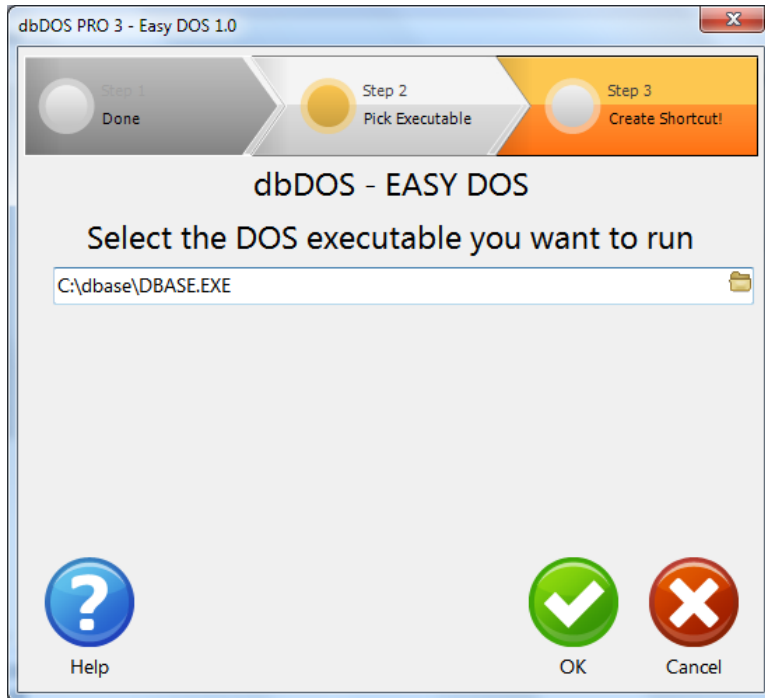 dbDOS PRO 3 - Easy DOS 1.0
Step 1
Done
Step 2
Pick Executable
Step 3
Create Shortcut!
dbDOS - EASY DOS
Select the DOS executable you want to run
C:\dbase\DBASE.EXE
Help
OK
Cancel